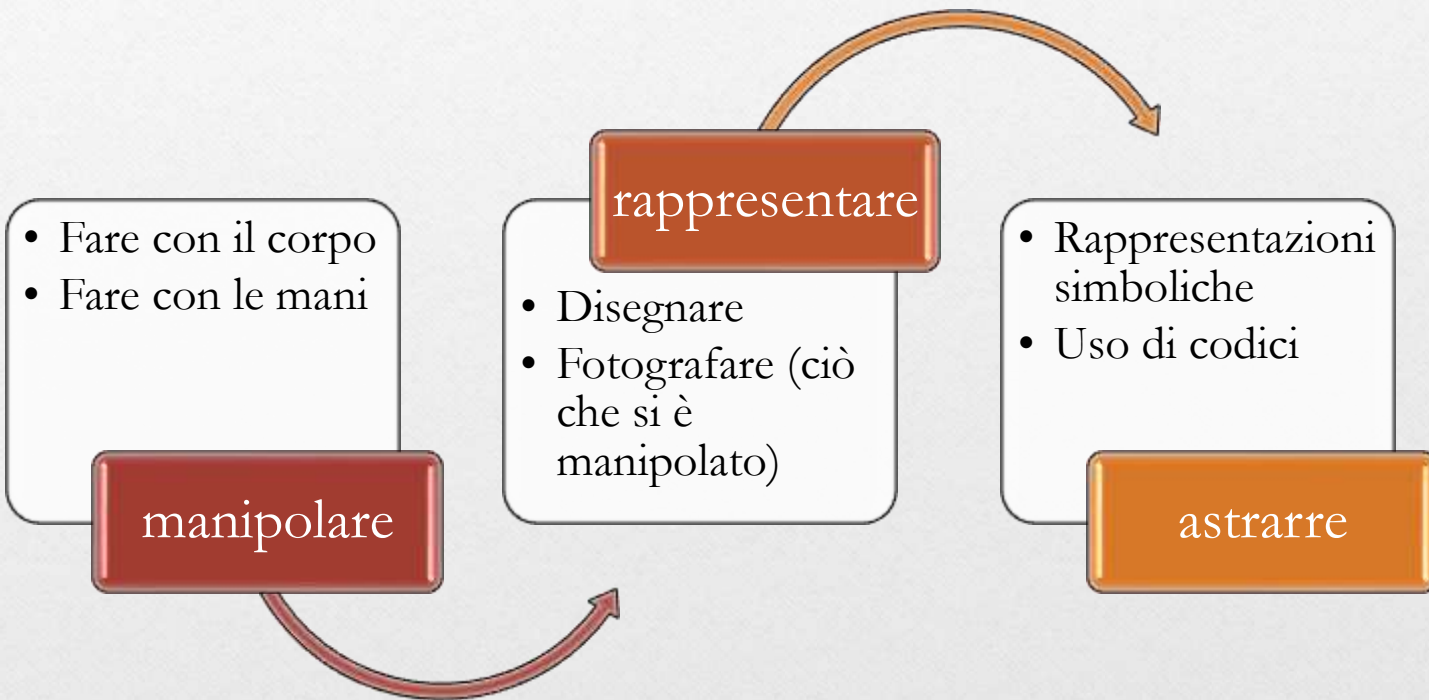 • Fare con il corpo
• Fare con le mani
manipolare
rappresentare
• Disegnare
• Fotografare (ciò
che si è
manipolato)
• Rappresentazioni
simboliche
• Uso di codici
astrarre